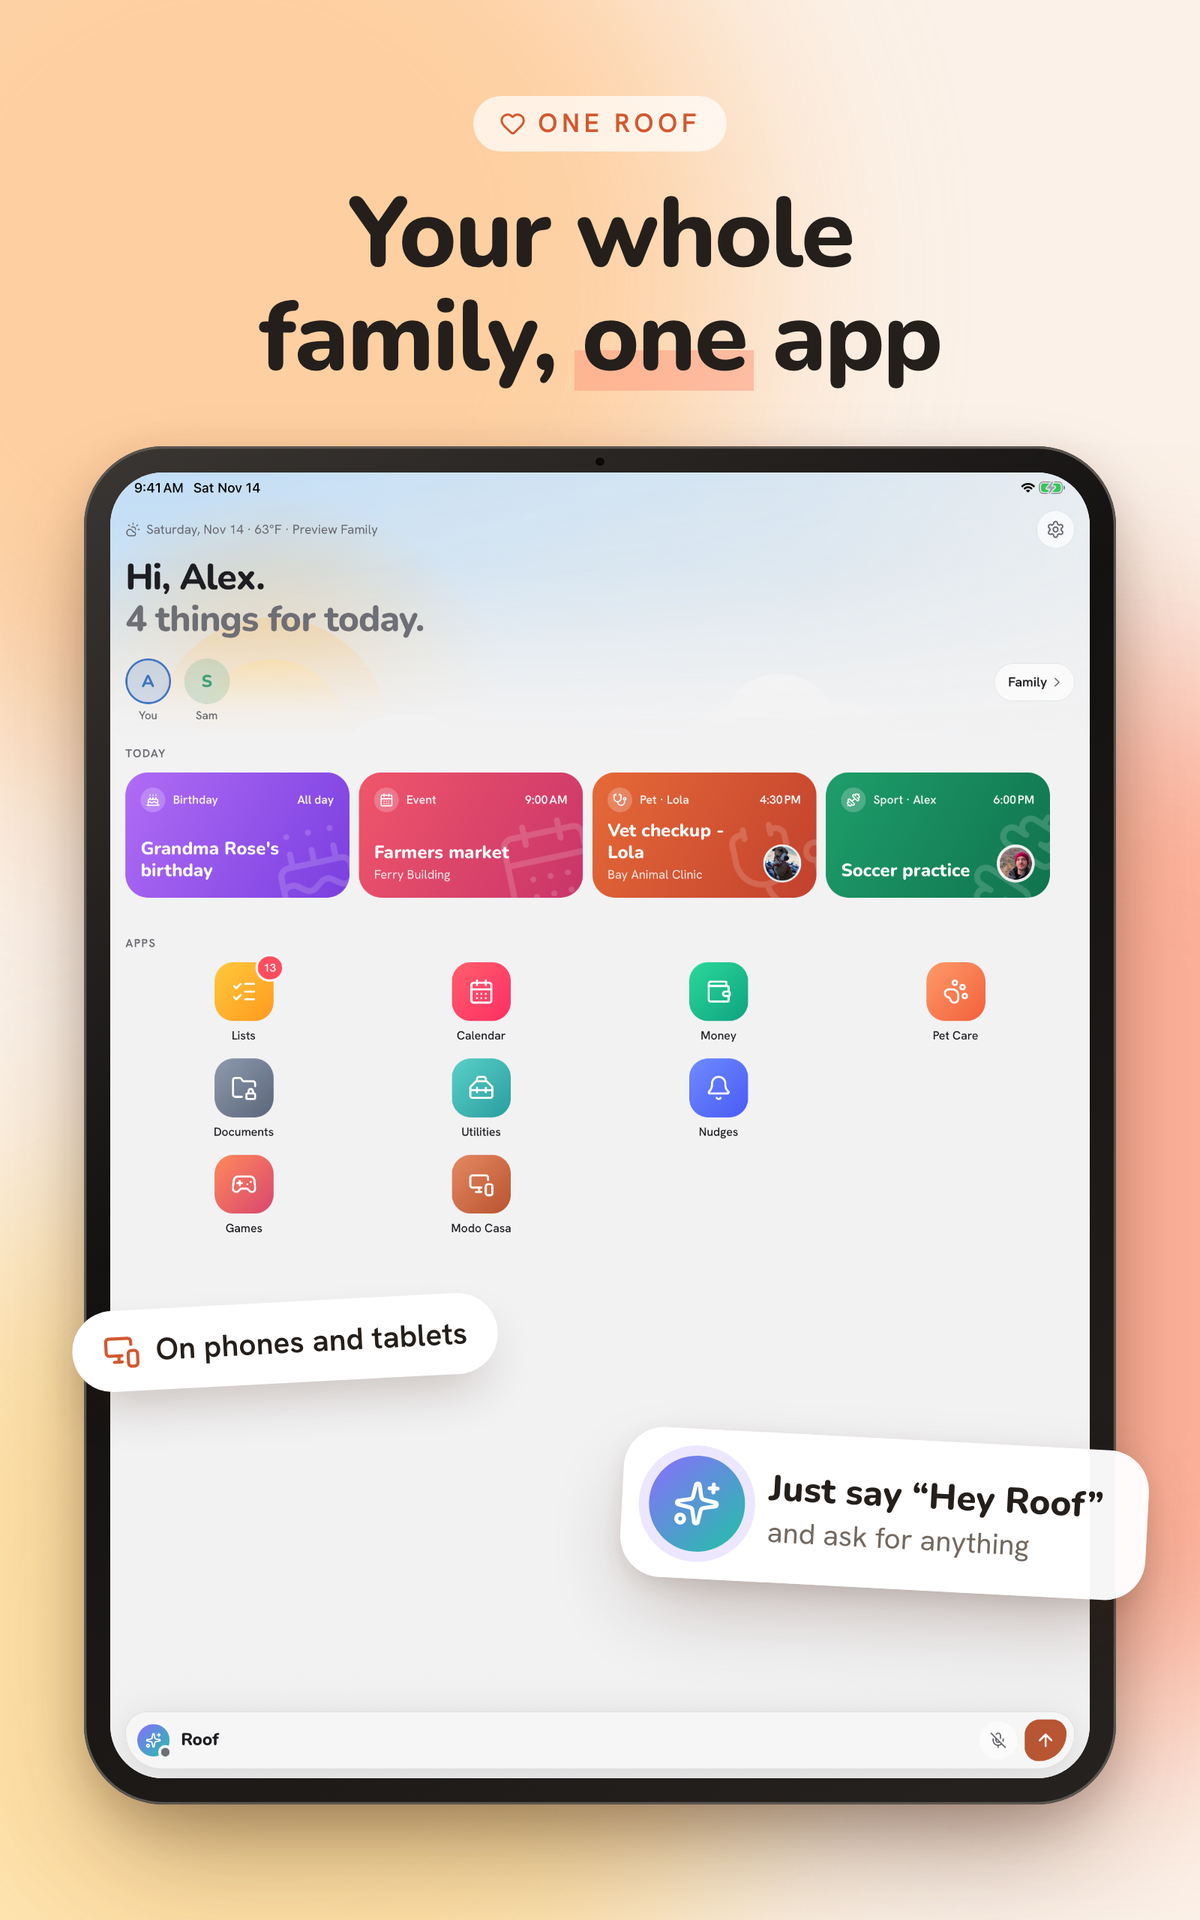 ONE ROOF
Your whole
family, one app
9:41 AM Sat Nov 14
Saturday, Nov 14 · 63°F · Preview Family
Hi, Alex.
4 things for today.
A
S
You
Sam
Family
TODAY
Birthday
All day
Grandma Rose's
birthday
Event
9:00 AM
Farmers market
Ferry Building
Pet · Lola
4:30 PM
Vet checkup -
Lola
Bay Animal Clinic
Sport · Alex
6:00 PM
Soccer practice
APPS
13
Lists
Calendar
Money
Pet Care
Documents
Utilities
Nudges
Games
Modo Casa
On phones and tablets
Just say “Hey Roof”
and ask for anything
Roof